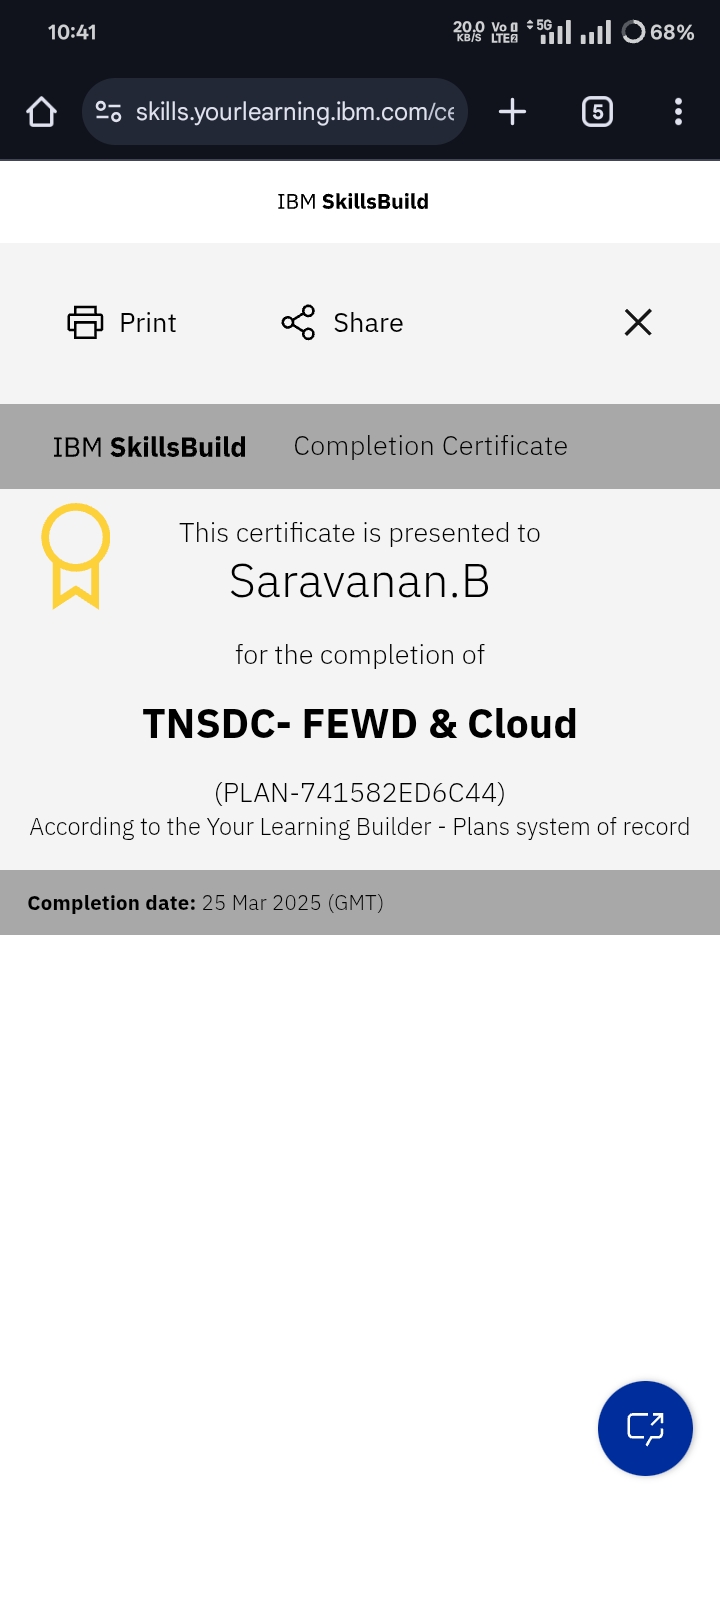 10:41
20.0 KB/S Vo LTE2 5G 68%
skills.yourlearning.ibm.com/ce
5
IBM SkillsBuild
Print Share
IBM SkillsBuild Completion Certificate
This certificate is presented to
Saravanan.B
for the completion of
TNSDC- FEWD & Cloud
(PLAN-741582ED6C44)
According to the Your Learning Builder - Plans system of record
Completion date: 25 Mar 2025 (GMT)